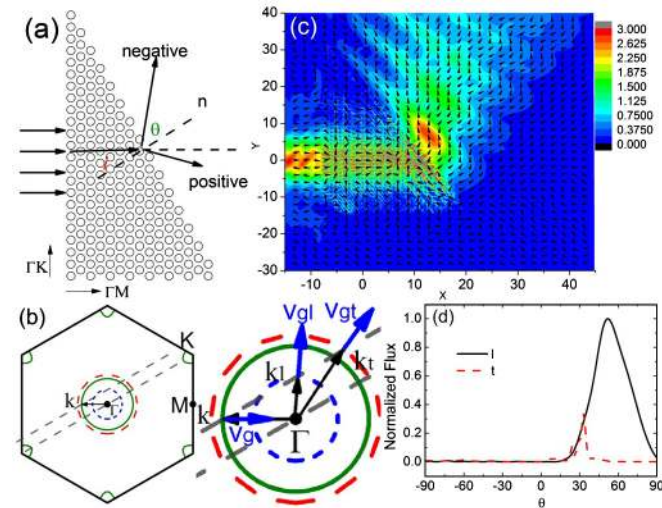 (a)
negative
n
θ
positive
ΓK
ΓM
(c)
40
30
20
10
0
-10
-20
-30
Y
-10 0 10 20 30 40
X
3.000
2.625
2.250
1.875
1.500
1.125
0.7500
0.3750
0.000
(b)
K
k
Γ
M
Vgl
Vgt
kl
kt
k
Vg
Γ
(d)
Normalized Flux
1.0
0.8
0.6
0.4
0.2
0.0
l
t
-90 -60 -30 0 30 60 90
θ